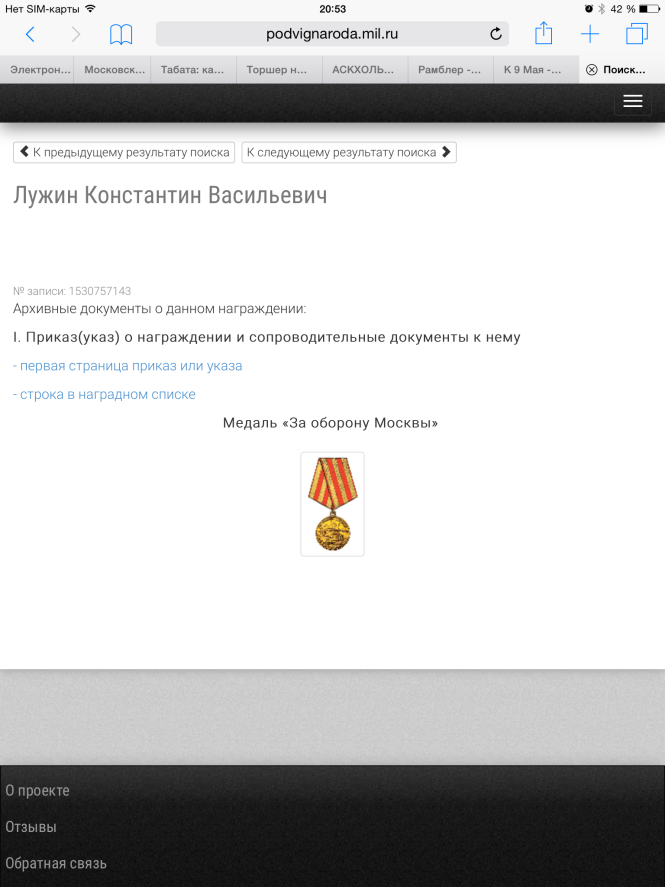 Нет SIM-карты
20:53
42 %
podvignaroda.mil.ru
Электрон...
Московск...
Табата: ка...
Торшер н...
АСКХОЛЬ...
Рамблер -...
К 9 Мая -...
Поиск...
К предыдущему результату поиска
К следующему результату поиска
Лужин Константин Васильевич
№ записи: 1530757143
Архивные документы о данном награждении:
I. Приказ(указ) о награждении и сопроводительные документы к нему
- первая страница приказ или указа
- строка в наградном списке
Медаль «За оборону Москвы»
О проекте
Отзывы
Обратная связь